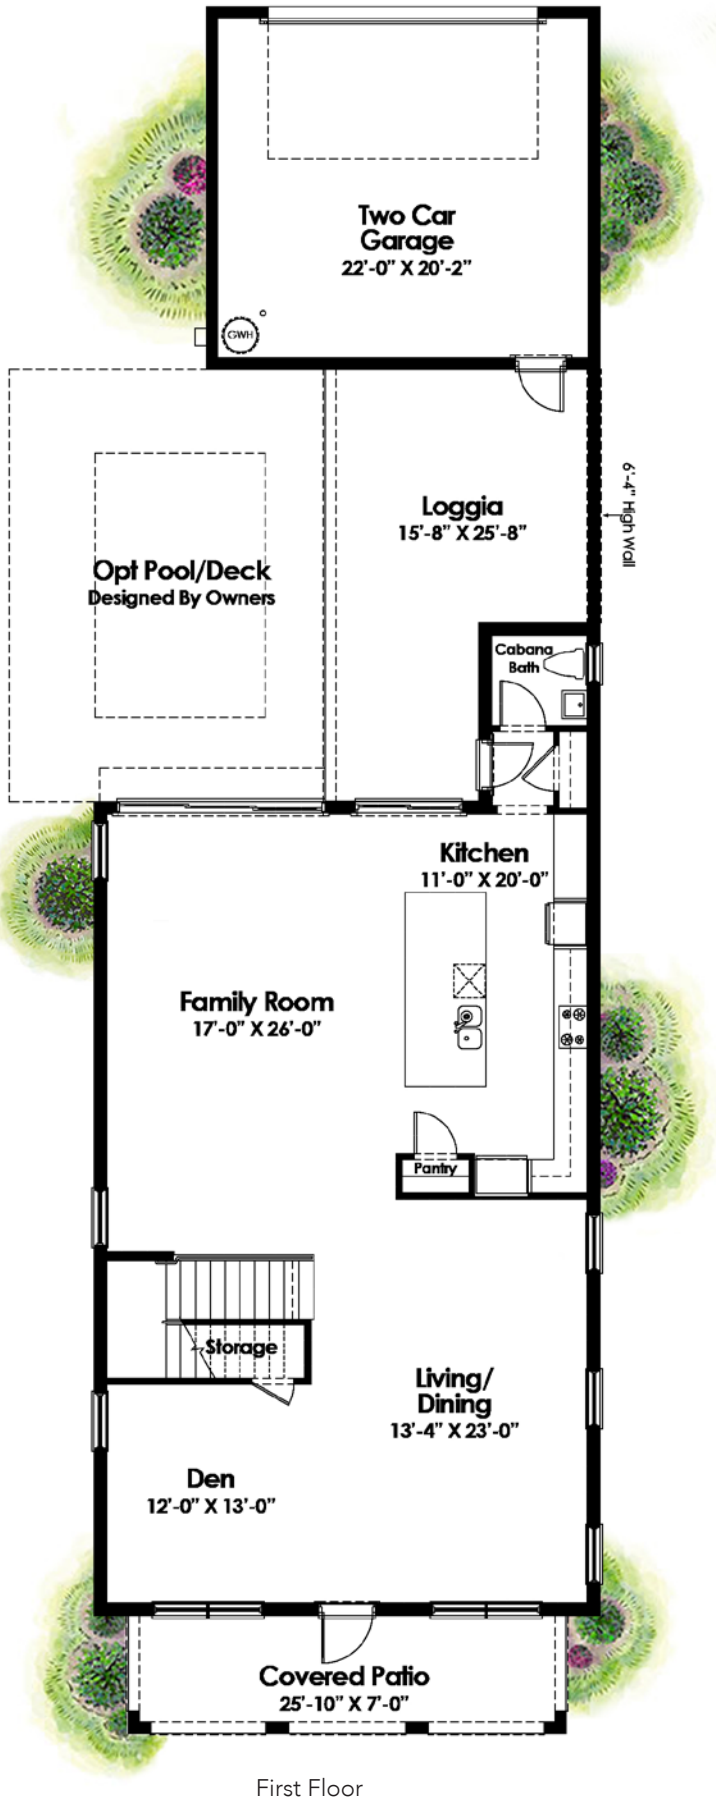 Two Car
Garage
22'-0" X 20'-2"
GWH
Loggia
15'-8" X 25'-8"
6'-4" High Wall
Opt Pool/Deck
Designed By Owners
Cabana
Bath
Kitchen
11'-0" X 20'-0"
Family Room
17'-0" X 26'-0"
Pantry
Storage
Living/
Dining
13'-4" X 23'-0"
Den
12'-0" X 13'-0"
Covered Patio
25'-10" X 7'-0"
First Floor